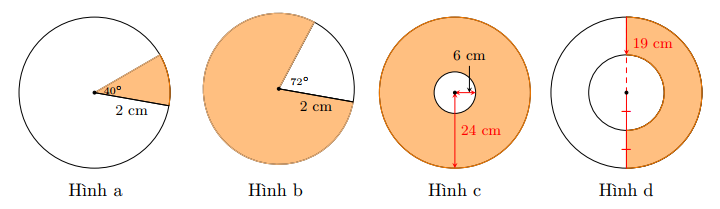 40°
2 cm
72°
2 cm
6 cm
24 cm
19 cm
Hình a
Hình b
Hình c
Hình d